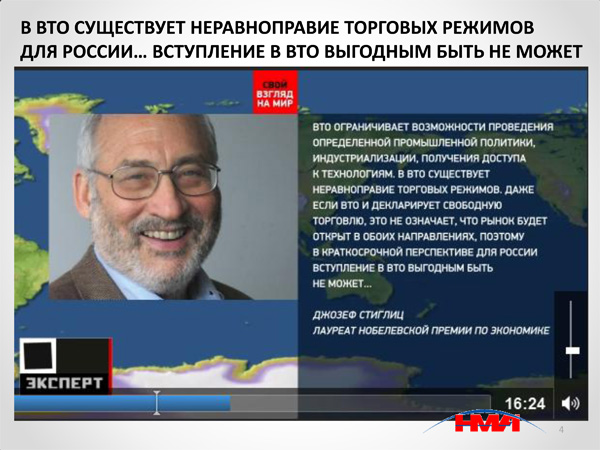 В ВТО СУЩЕСТВУЕТ НЕРАВНОПРАВИЕ ТОРГОВЫХ РЕЖИМОВ
ДЛЯ РОССИИ... ВСТУПЛЕНИЕ В ВТО ВЫГОДНЫМ БЫТЬ НЕ МОЖЕТ
СВОЙ
ВЗГЛЯД
НА МИР
ВТО ОГРАНИЧИВАЕТ ВОЗМОЖНОСТИ ПРОВЕДЕНИЯ
ОПРЕДЕЛЕННОЙ ПРОМЫШЛЕННОЙ ПОЛИТИКИ,
ИНДУСТРИАЛИЗАЦИИ, ПОЛУЧЕНИЯ ДОСТУПА
К ТЕХНОЛОГИЯМ. В ВТО СУЩЕСТВУЕТ
НЕРАВНОПРАВИЕ ТОРГОВЫХ РЕЖИМОВ. ДАЖЕ
ЕСЛИ ВТО И ДЕКЛАРИРУЕТ СВОБОДНУЮ
ТОРГОВЛЮ, ЭТО НЕ ОЗНАЧАЕТ, ЧТО РЫНОК БУДЕТ
ОТКРЫТ В ОБОИХ НАПРАВЛЕНИЯХ, ПОЭТОМУ
В КРАТКОСРОЧНОЙ ПЕРСПЕКТИВЕ ДЛЯ РОССИИ
ВСТУПЛЕНИЕ В ВТО ВЫГОДНЫМ БЫТЬ
НЕ МОЖЕТ...
ДЖОЗЕФ СТИГЛИЦ
ЛАУРЕАТ НОБЕЛЕВСКОЙ ПРЕМИИ ПО ЭКОНОМИКЕ
ЭКСПЕРТ
16:24
4